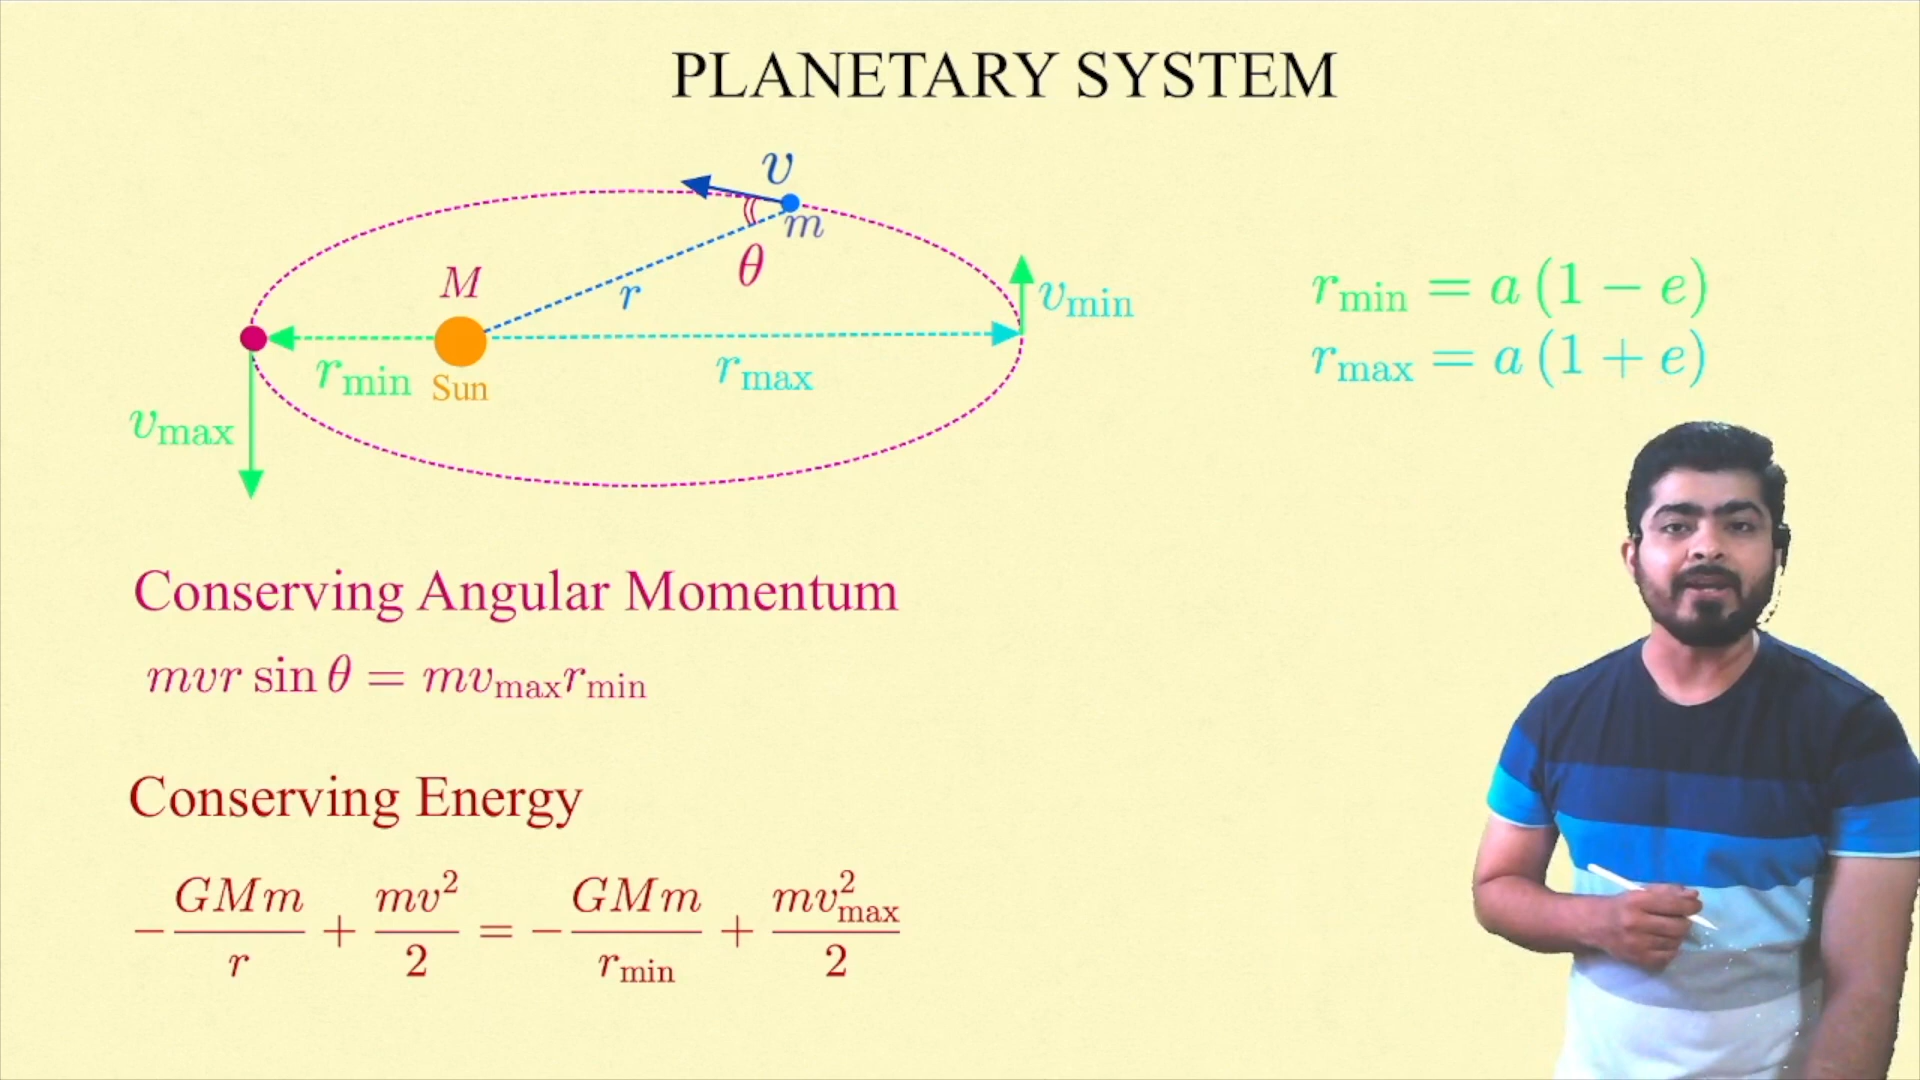 PLANETARY SYSTEM
v
m
θ
M
r
v_min
r_min
Sun
r_max
v_max
r_min = a (1 − e)
r_max = a (1 + e)
Conserving Angular Momentum
mvr sin θ = mv_max r_min
Conserving Energy
−GMm/r + mv²/2 = −GMm/r_min + mv²_max/2